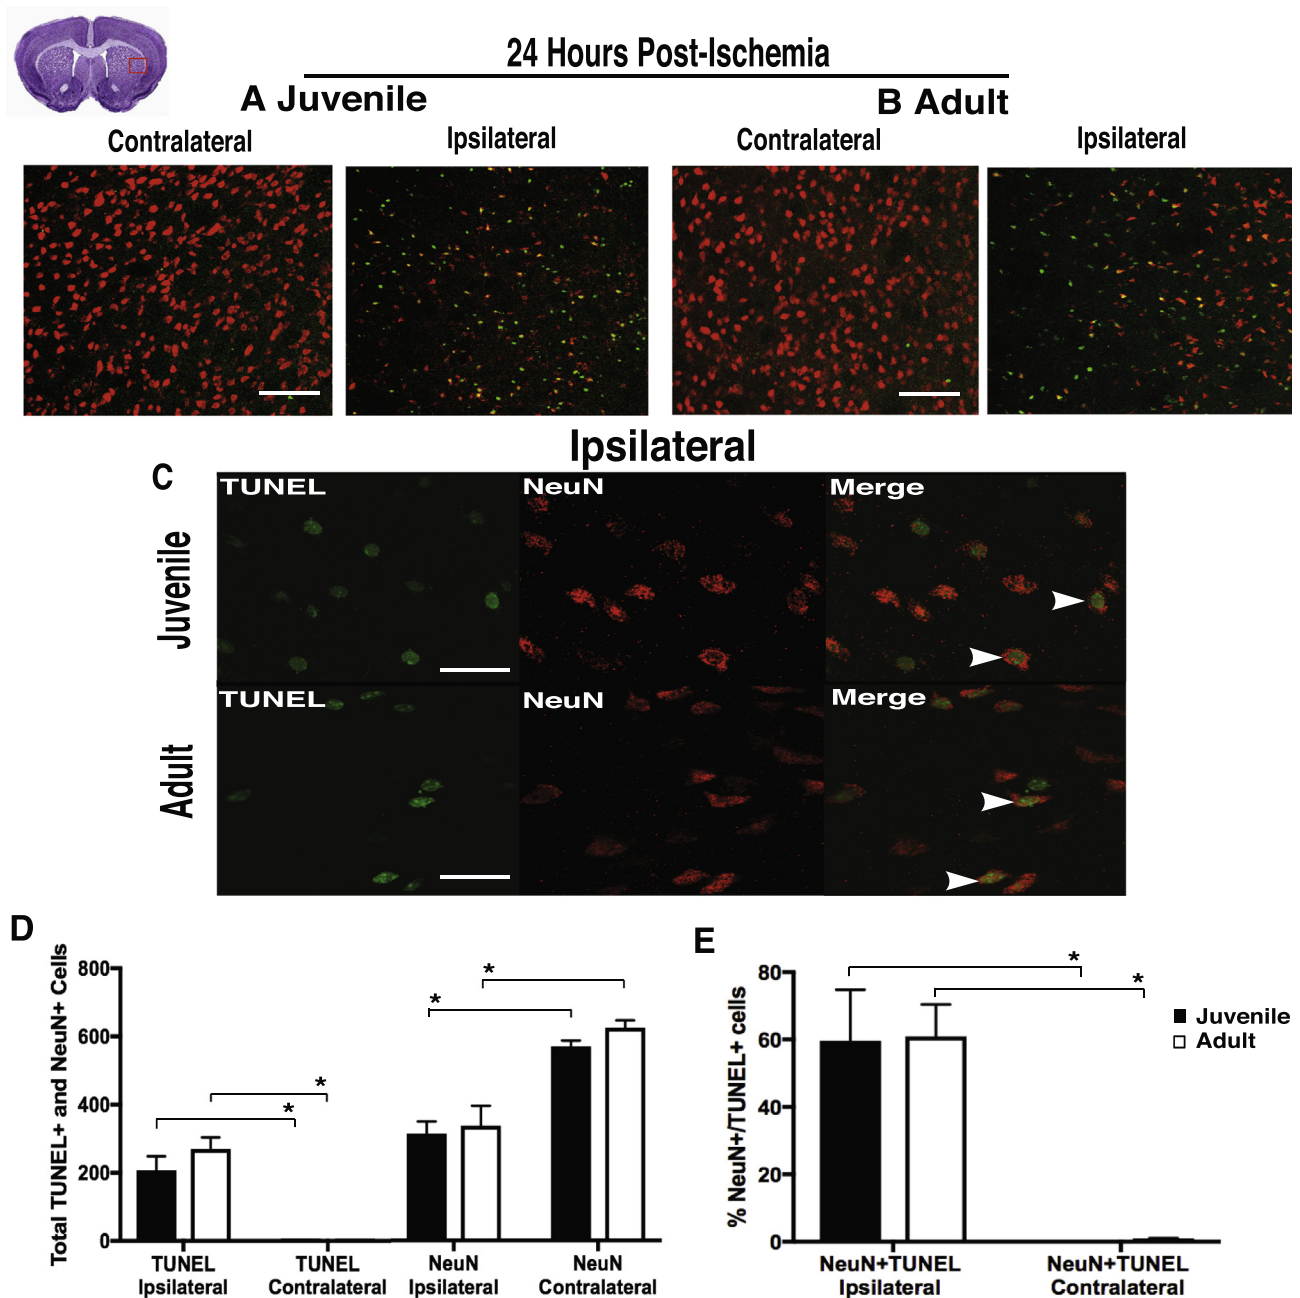 24 Hours Post-Ischemia
A Juvenile
B Adult
Contralateral
Ipsilateral
Contralateral
Ipsilateral
Ipsilateral
C
Juvenile
TUNEL
NeuN
Merge
Adult
TUNEL
NeuN
Merge
D
Total TUNEL+ and NeuN+ Cells
800
600
400
200
0
*
*
*
*
TUNEL
Ipsilateral
TUNEL
Contralateral
NeuN
Ipsilateral
NeuN
Contralateral
E
% NeuN+/TUNEL+ cells
80
60
40
20
0
*
*
NeuN+TUNEL
Ipsilateral
NeuN+TUNEL
Contralateral
Juvenile
Adult